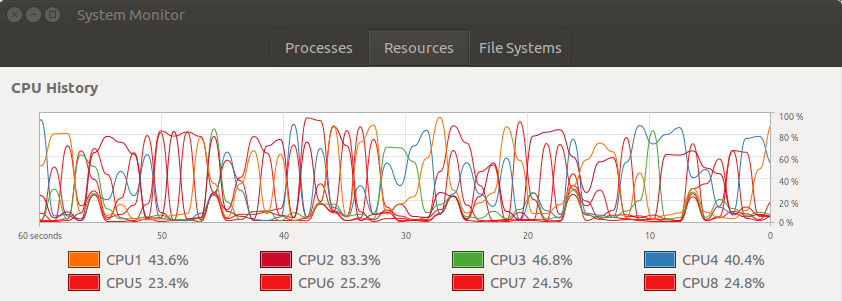 System Monitor
Processes Resources File Systems
CPU History
100 %
80 %
60 %
40 %
20 %
0 %
60 seconds 50 40 30 20 10 0
CPU1 43.6% CPU2 83.3% CPU3 46.8% CPU4 40.4%
CPU5 23.4% CPU6 25.2% CPU7 24.5% CPU8 24.8%